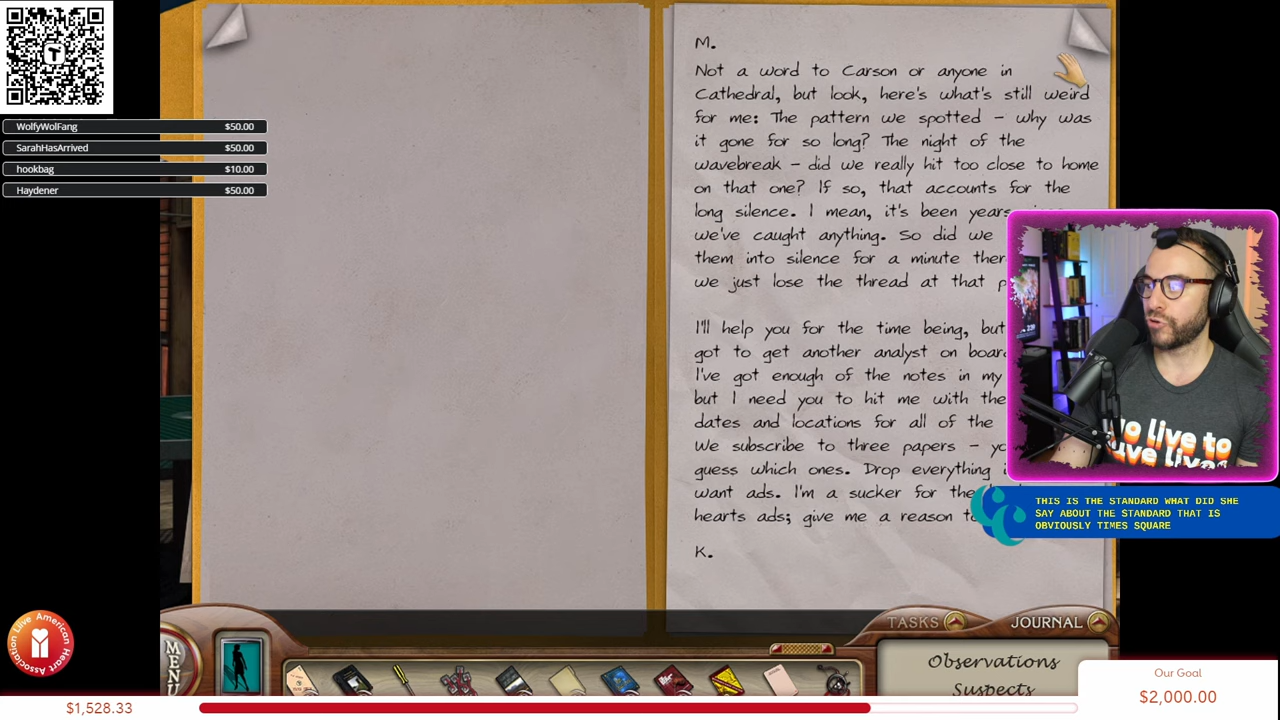 WolfyWolFang $50.00
SarahHasArrived $50.00
hookbag $10.00
Haydener $50.00
M.
Not a word to Carson or anyone in
Cathedral, but look, here's what's still weird
for me: The pattern we spotted - why was
it gone for so long? The night of the
wavebreak - did we really hit too close to home
on that one? If so, that accounts for the
long silence. I mean, it's been years
we've caught anything. So did we
them into silence for a minute
we just lose the thread at that
I'll help you for the time being, but
got to get another analyst on
I've got enough of the notes in my
but I need you to hit me with the
dates and locations for all of the
We subscribe to three papers -
guess which ones. Drop everything
want ads. I'm a sucker for the
hearts ads; give me a reason
K.
THIS IS THE STANDARD WHAT DID SHE
SAY ABOUT THE STANDARD THAT IS
OBVIOUSLY TIMES SQUARE
American Heart Association Live
MENU
TASKS
JOURNAL
Observations
Suspects
$1,528.33
Our Goal
$2,000.00